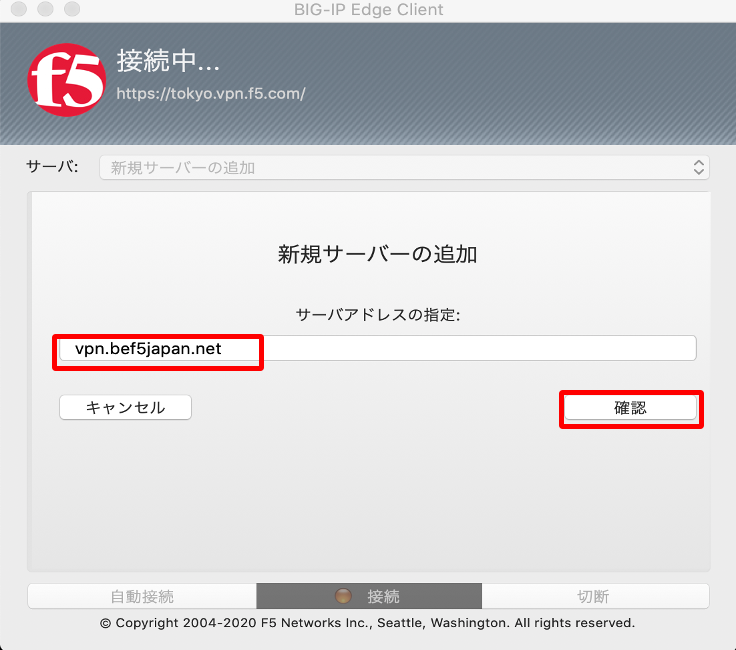 BIG-IP Edge Client
f5
接続中...
https://tokyo.vpn.f5.com/
サーバ: 新規サーバーの追加
新規サーバーの追加
サーバアドレスの指定:
vpn.bef5japan.net
キャンセル 確認
自動接続 接続 切断
© Copyright 2004-2020 F5 Networks Inc., Seattle, Washington. All rights reserved.